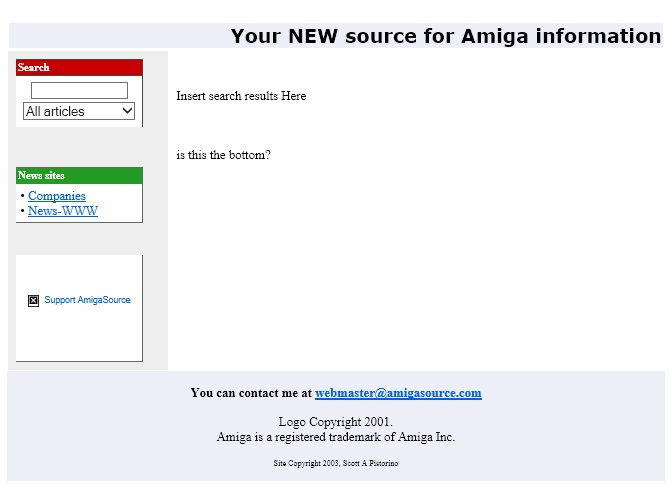 Your NEW source for Amiga information
Search
All articles
Insert search results Here
is this the bottom?
News sites
• Companies
• News-WWW
Support AmigaSource
You can contact me at webmaster@amigasource.com
Logo Copyright 2001.
Amiga is a registered trademark of Amiga Inc.
Site Copyright 2003, Scott A Pistorino